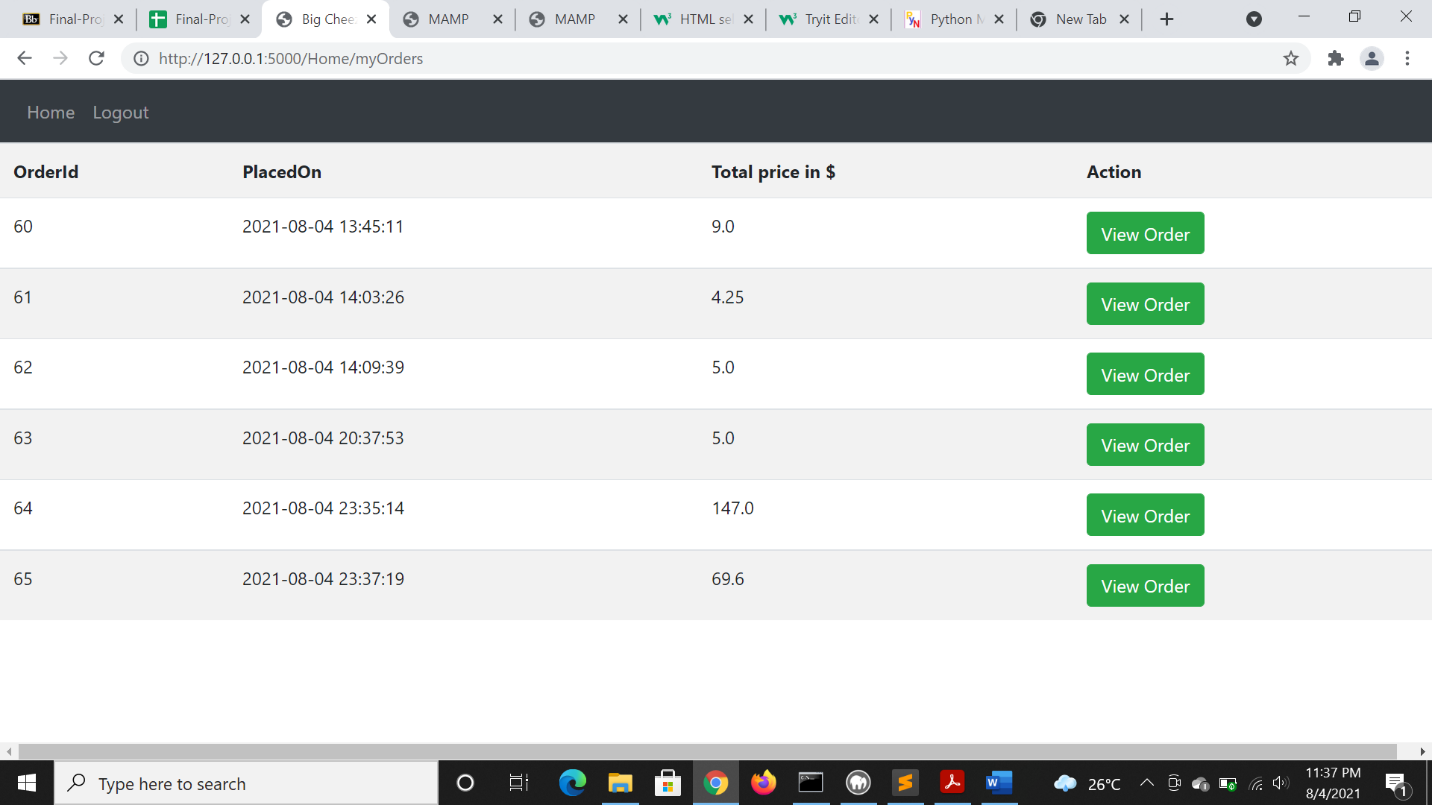 Bb Final-Pro Final-Pro Big Chee MAMP MAMP HTML sel Tryit Edit Python M New Tab
http://127.0.0.1:5000/Home/myOrders
Home Logout
OrderId PlacedOn Total price in $ Action
60 2021-08-04 13:45:11 9.0 View Order
61 2021-08-04 14:03:26 4.25 View Order
62 2021-08-04 14:09:39 5.0 View Order
63 2021-08-04 20:37:53 5.0 View Order
64 2021-08-04 23:35:14 147.0 View Order
65 2021-08-04 23:37:19 69.6 View Order
Type here to search 26°C 11:37 PM
8/4/2021 1